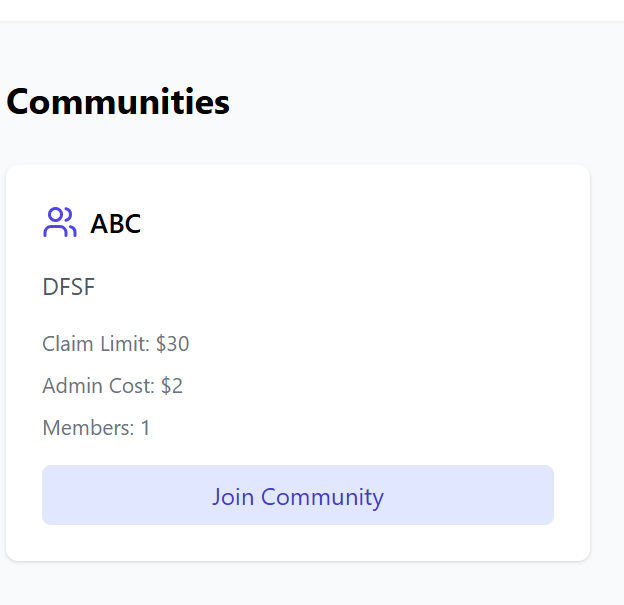 Communities
ABC
DFSF
Claim Limit: $30
Admin Cost: $2
Members: 1
Join Community